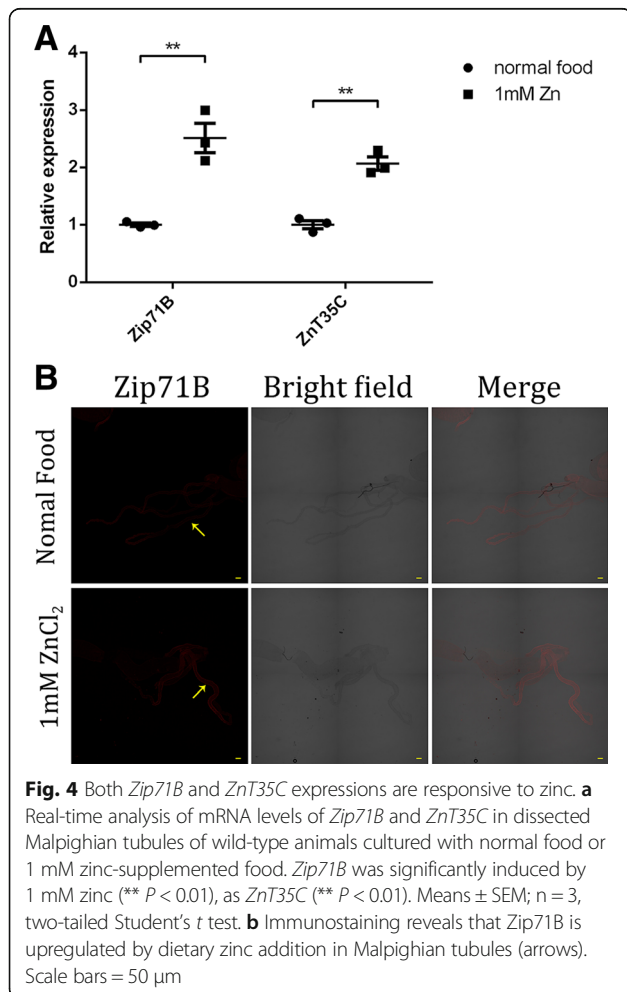 A
**
**
4
3
2
1
0
Relative expression
Zip71B
ZnT35C
normal food
1mM Zn
B
Zip71B Bright field Merge
Nomal Food
1mM ZnCl₂
Fig. 4 Both Zip71B and ZnT35C expressions are responsive to zinc. a
Real-time analysis of mRNA levels of Zip71B and ZnT35C in dissected
Malpighian tubules of wild-type animals cultured with normal food or
1 mM zinc-supplemented food. Zip71B was significantly induced by
1 mM zinc (** P < 0.01), as ZnT35C (** P < 0.01). Means ± SEM; n = 3,
two-tailed Student's t test. b Immunostaining reveals that Zip71B is
upregulated by dietary zinc addition in Malpighian tubules (arrows).
Scale bars = 50 μm